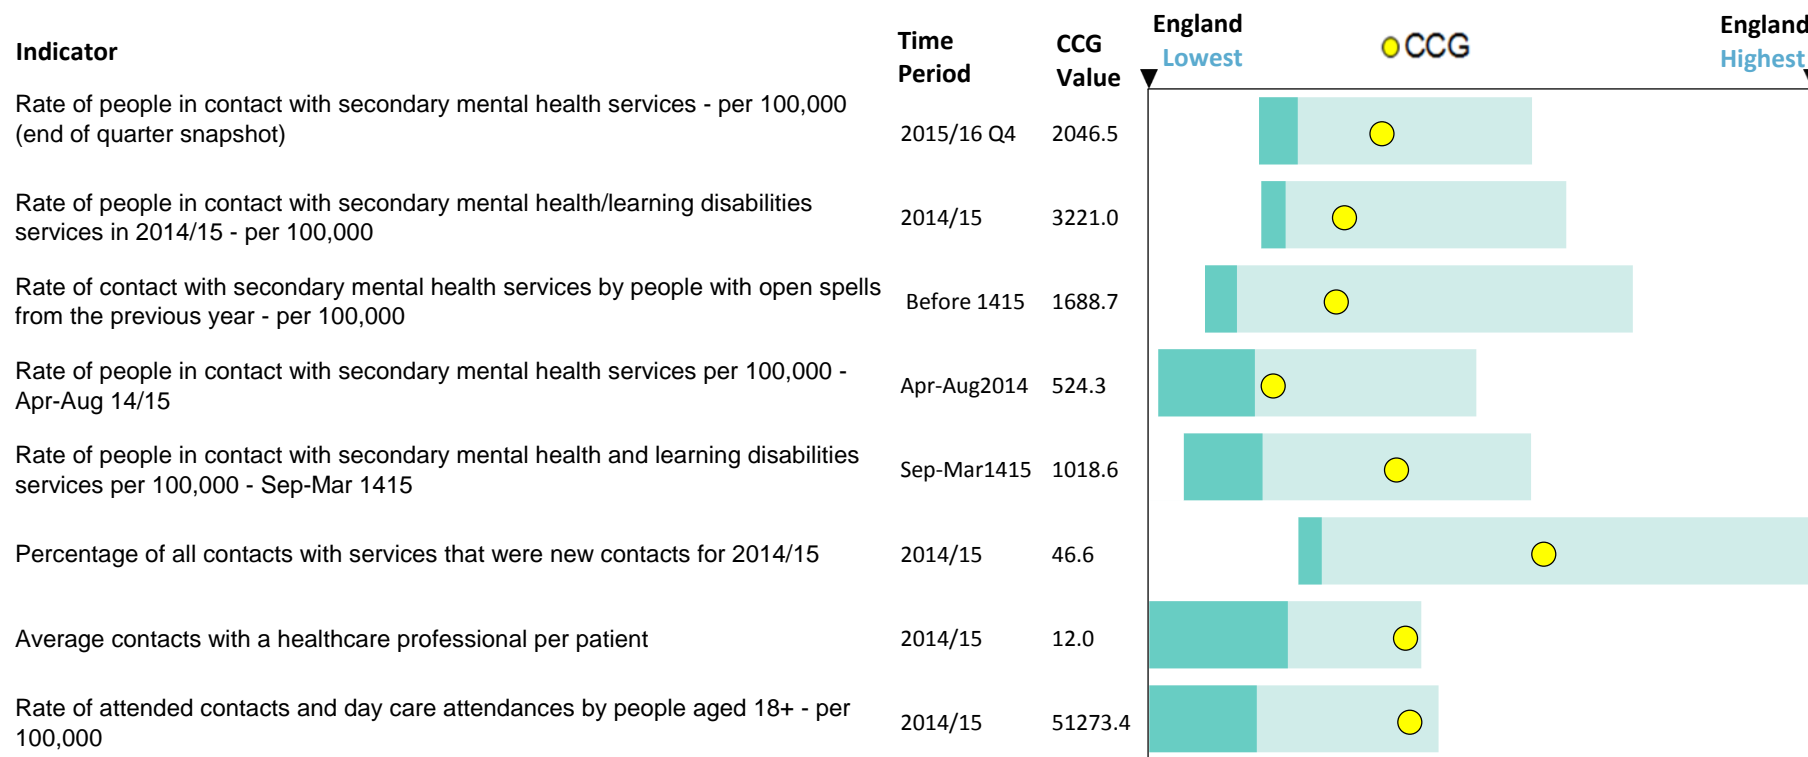 Indicator
Time
Period
CCG
Value
England
Lowest
CCG
England
Highest
Rate of people in contact with secondary mental health services - per 100,000
(end of quarter snapshot)
2015/16 Q4
2046.5
Rate of people in contact with secondary mental health/learning disabilities
services in 2014/15 - per 100,000
2014/15
3221.0
Rate of contact with secondary mental health services by people with open spells
from the previous year - per 100,000
Before 1415
1688.7
Rate of people in contact with secondary mental health services per 100,000 -
Apr-Aug 14/15
Apr-Aug2014
524.3
Rate of people in contact with secondary mental health and learning disabilities
services per 100,000 - Sep-Mar 1415
Sep-Mar1415
1018.6
Percentage of all contacts with services that were new contacts for 2014/15
2014/15
46.6
Average contacts with a healthcare professional per patient
2014/15
12.0
Rate of attended contacts and day care attendances by people aged 18+ - per
100,000
2014/15
51273.4